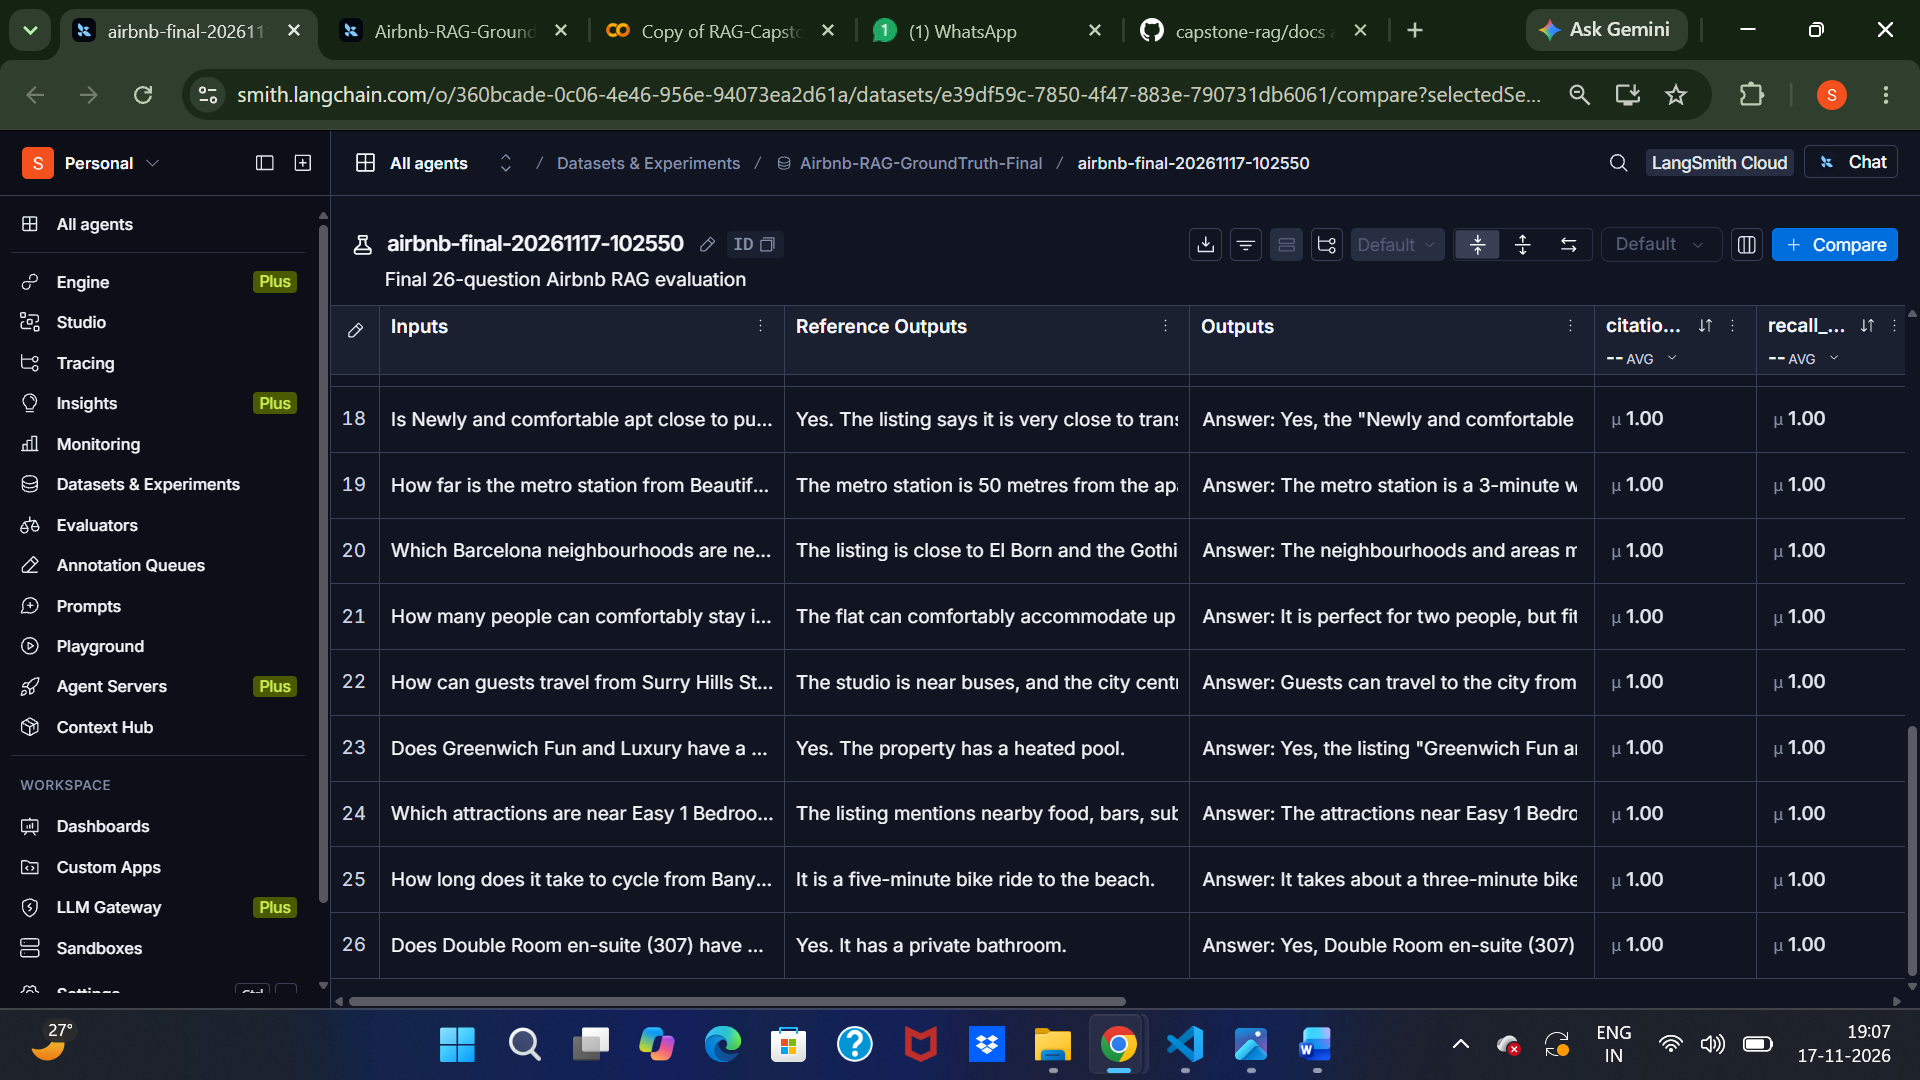 airbnb-final-202611
Airbnb-RAG-Ground
Copy of RAG-Capsto
(1) WhatsApp
capstone-rag/docs
Ask Gemini
smith.langchain.com/o/360bcade-0c06-4e46-956e-94073ea2d61a/datasets/e39df59c-7850-4f47-883e-790731db6061/compare?selectedSe...
S
S Personal
All agents / Datasets & Experiments / Airbnb-RAG-GroundTruth-Final / airbnb-final-20261117-102550
LangSmith Cloud
Chat
All agents
Engine Plus
Studio
Tracing
Insights Plus
Monitoring
Datasets & Experiments
Evaluators
Annotation Queues
Prompts
Playground
Agent Servers Plus
Context Hub
WORKSPACE
Dashboards
Custom Apps
LLM Gateway Plus
Sandboxes
Settings Ctrl
airbnb-final-20261117-102550 ID
Default
Default
+ Compare
Final 26-question Airbnb RAG evaluation
Inputs Reference Outputs Outputs citatio... recall_...
-- AVG -- AVG
18 Is Newly and comfortable apt close to pu... Yes. The listing says it is very close to trans Answer: Yes, the "Newly and comfortable μ 1.00 μ 1.00
19 How far is the metro station from Beautif... The metro station is 50 metres from the apa Answer: The metro station is a 3-minute w μ 1.00 μ 1.00
20 Which Barcelona neighbourhoods are ne... The listing is close to El Born and the Gothi Answer: The neighbourhoods and areas m μ 1.00 μ 1.00
21 How many people can comfortably stay i... The flat can comfortably accommodate up Answer: It is perfect for two people, but fit μ 1.00 μ 1.00
22 How can guests travel from Surry Hills St... The studio is near buses, and the city centr Answer: Guests can travel to the city from μ 1.00 μ 1.00
23 Does Greenwich Fun and Luxury have a ... Yes. The property has a heated pool. Answer: Yes, the listing "Greenwich Fun an μ 1.00 μ 1.00
24 Which attractions are near Easy 1 Bedroo... The listing mentions nearby food, bars, sub Answer: The attractions near Easy 1 Bedro μ 1.00 μ 1.00
25 How long does it take to cycle from Bany... It is a five-minute bike ride to the beach. Answer: It takes about a three-minute bike μ 1.00 μ 1.00
26 Does Double Room en-suite (307) have ... Yes. It has a private bathroom. Answer: Yes, Double Room en-suite (307) μ 1.00 μ 1.00
27°
ENG
IN
19:07
17-11-2026